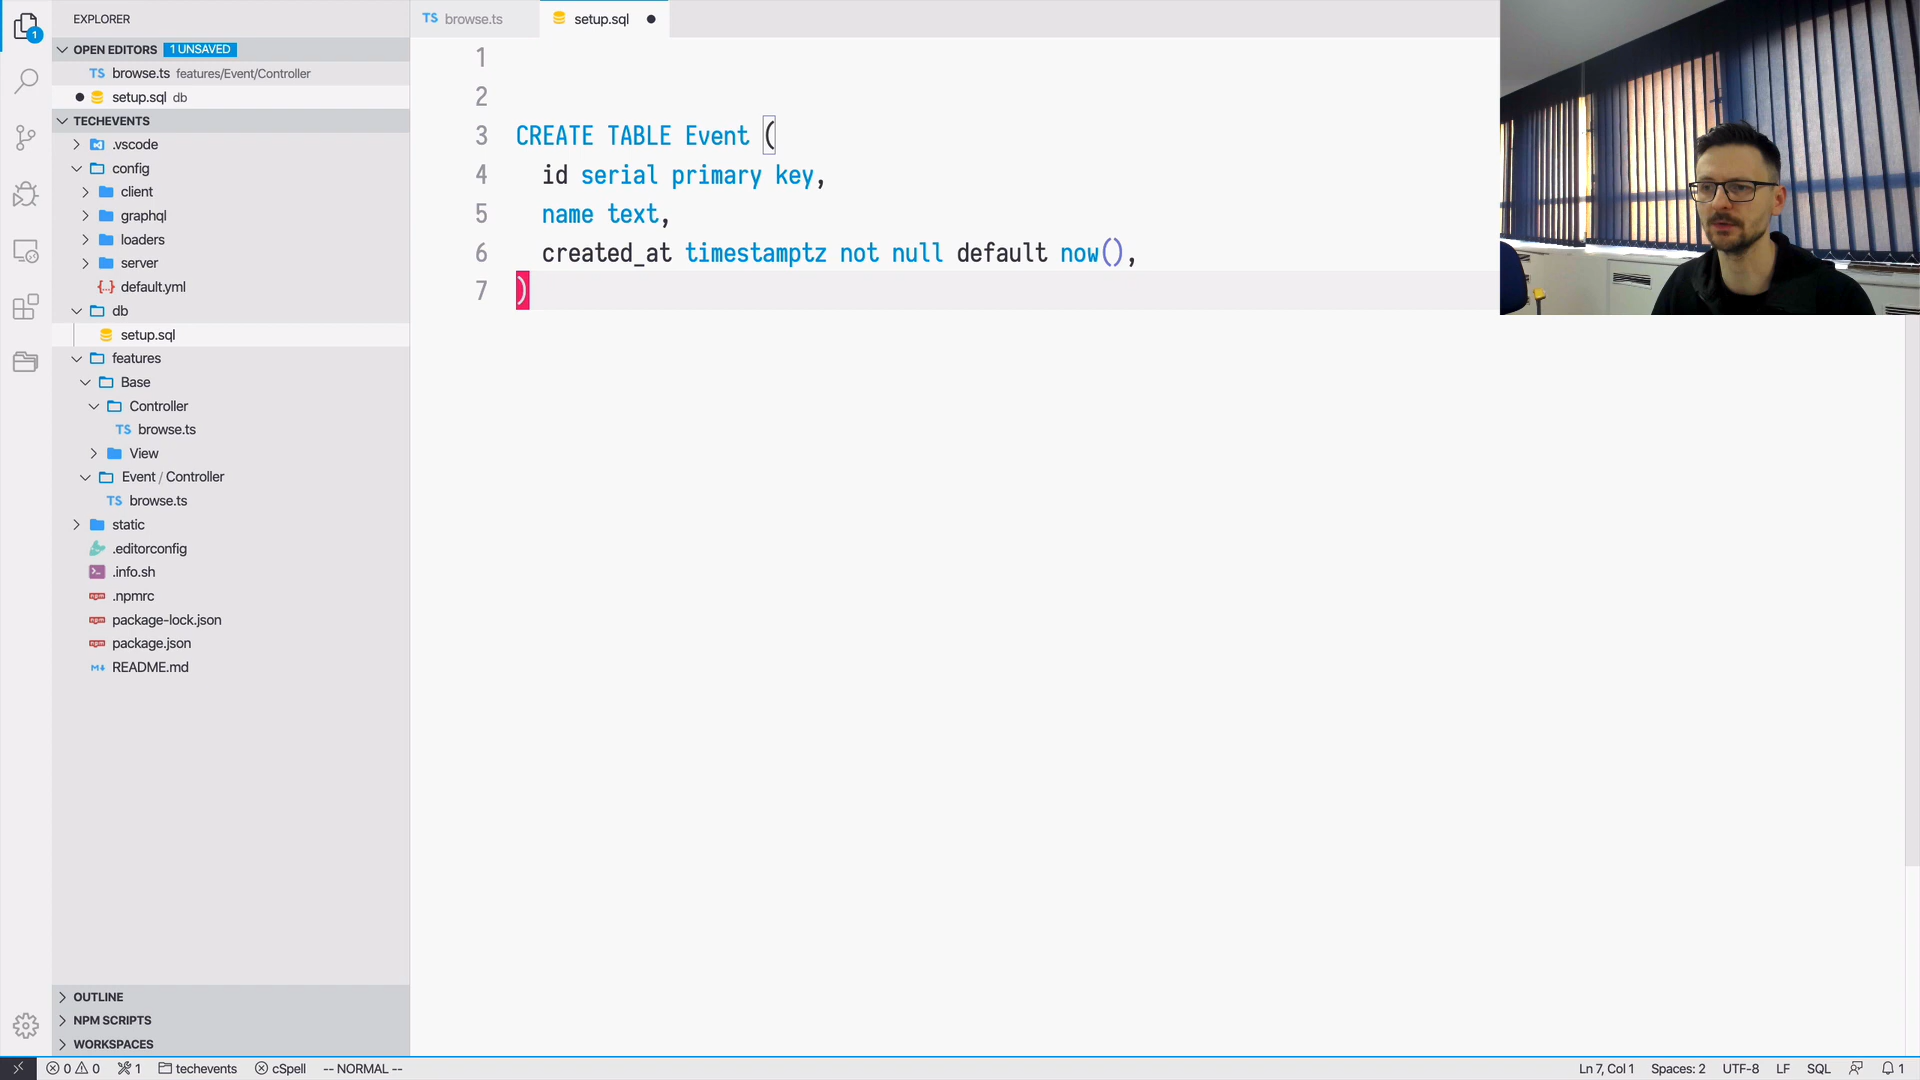 EXPLORER
OPEN EDITORS 1 UNSAVED
TS browse.ts features/Event/Controller
setup.sql db
TECHEVENTS
.vscode
config
client
graphql
loaders
server
{..} default.yml
db
setup.sql
features
Base
Controller
TS browse.ts
View
Event / Controller
TS browse.ts
static
.editorconfig
.info.sh
.npmrc
package-lock.json
package.json
README.md
OUTLINE
NPM SCRIPTS
WORKSPACES
1
TS browse.ts
setup.sql
1
2
3 CREATE TABLE Event (
4 id serial primary key,
5 name text,
6 created_at timestamptz not null default now(),
7 )
0 0 1 techevents cSpell -- NORMAL -- Ln 7, Col 1 Spaces: 2 UTF-8 LF SQL 1